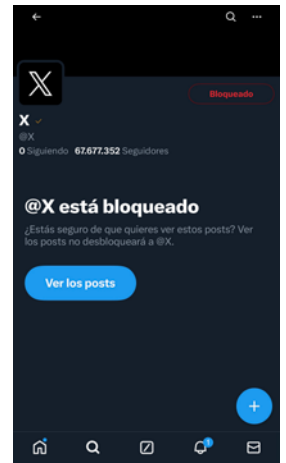 Bloqueado
X
@X
0 Siguiendo 67.677.352 Seguidores
@X está bloqueado
¿Estás seguro de que quieres ver estos posts? Ver
los posts no desbloqueará a @X.
Ver los posts